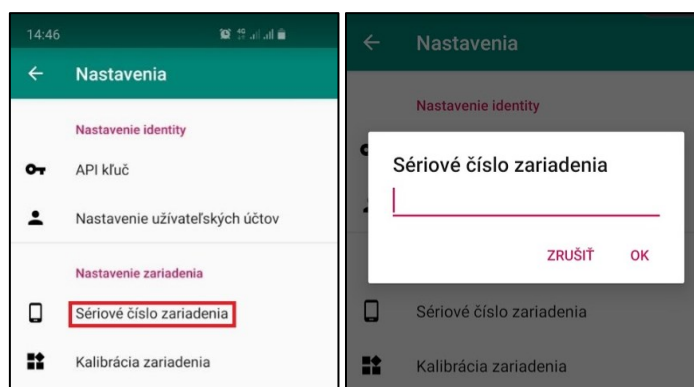 14:46
Nastavenia
Nastavenie identity
API kľuč
Nastavenie užívateľských účtov
Nastavenie zariadenia
Sériové číslo zariadenia
Kalibrácia zariadenia
Nastavenia
Nastavenie identity
Sériové číslo zariadenia
ZRUŠIŤ OK
Sériové číslo zariadenia
Kalibrácia zariadenia